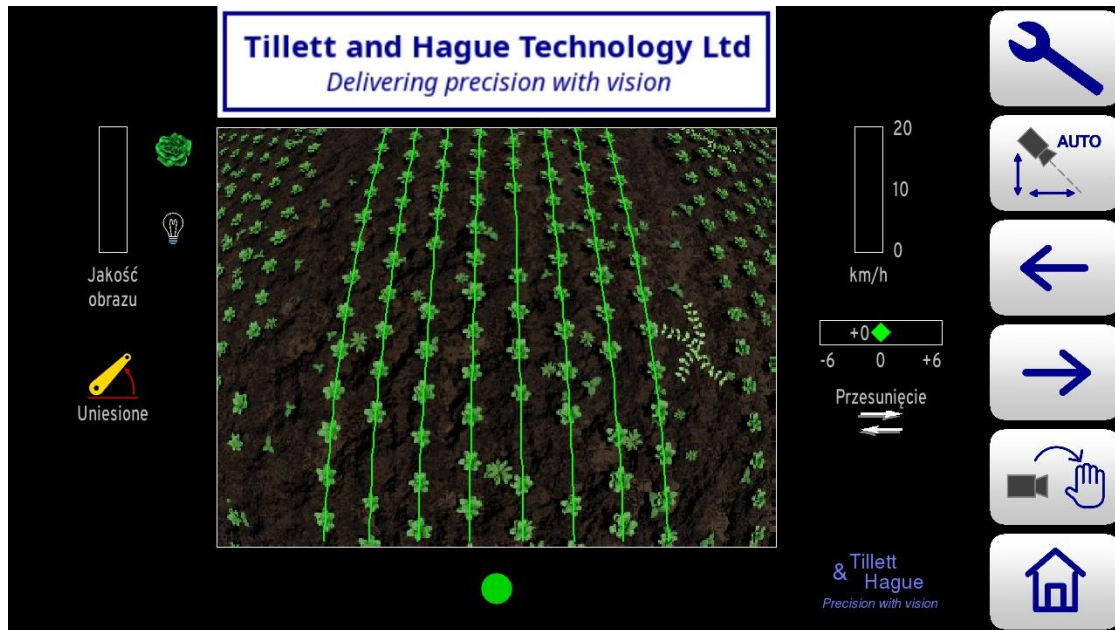 Tillett and Hague Technology Ltd
Delivering precision with vision
Jakość
obrazu
Uniesione
20
10
0
km/h
+0
-6 0 +6
Przesunięcie
& Tillett
Hague
Precision with vision
AUTO